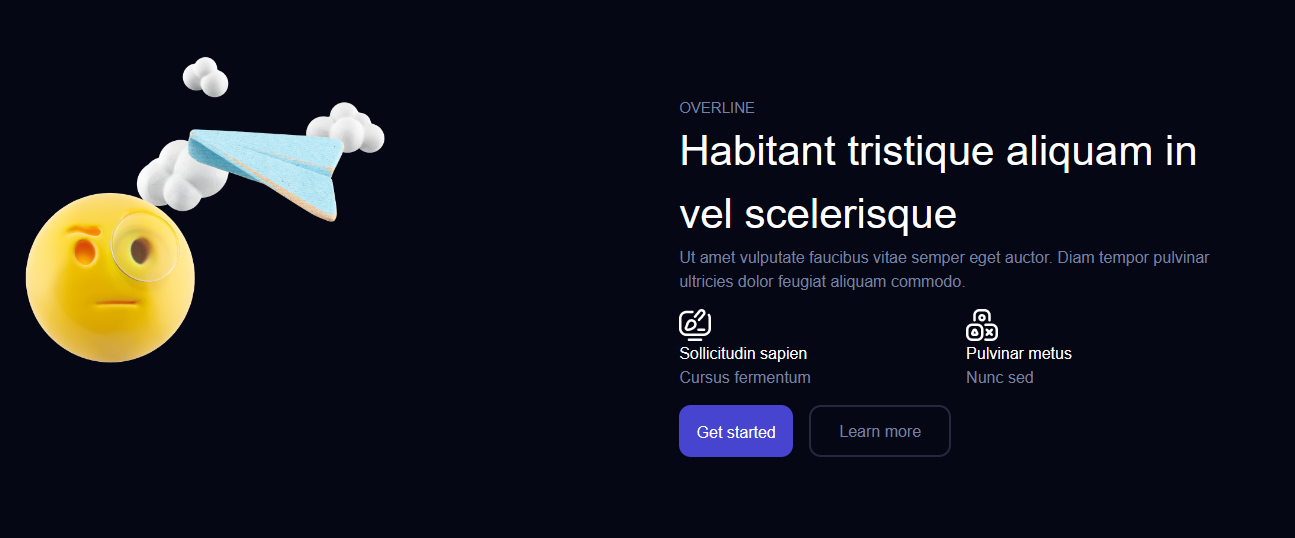 OVERLINE
Habitant tristique aliquam in
vel scelerisque
Ut amet vulputate faucibus vitae semper eget auctor. Diam tempor pulvinar
ultricies dolor feugiat aliquam commodo.
Sollicitudin sapien
Cursus fermentum
Pulvinar metus
Nunc sed
Get started
Learn more